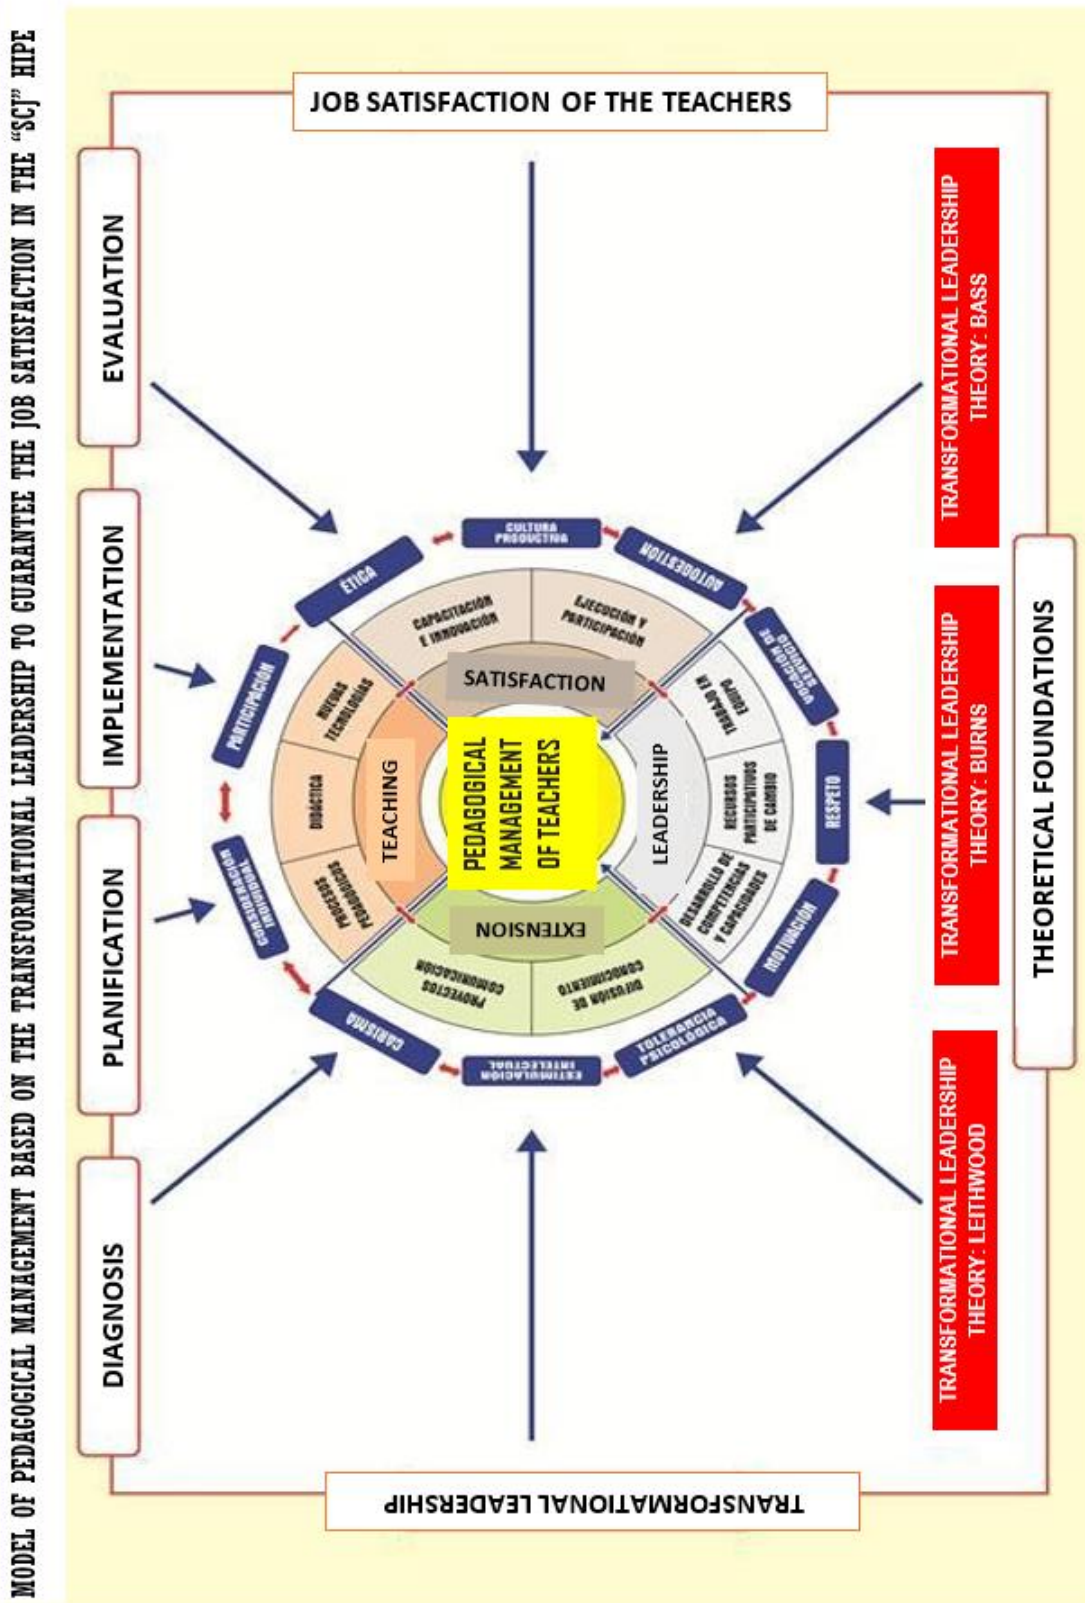 MODEL OF PEDAGOGICAL MANAGEMENT BASED ON THE TRANSFORMATIONAL LEADERSHIP TO GUARANTEE THE JOB SATISFACTION IN THE “SCJ” HIPE
DIAGNOSIS
PLANIFICATION
IMPLEMENTATION
EVALUATION
TRANSFORMATIONAL LEADERSHIP
JOB SATISFACTION OF THE TEACHERS
CARISMA
CONSIDERACIÓN
INDIVIDUAL
PARTICIPACIÓN
ÉTICA
CULTURA
PRODUCTIVA
AUTOGESTIÓN
VOCACIÓN DE
SERVICIO
RESPETO
MOTIVACIÓN
TOLERANCIA
PSICOLÓGICA
ESTIMULACIÓN
INTELECTUAL
PROCESOS
PEDAGÓGICOS
DIDÁCTICA
NUEVAS
TECNOLOGÍAS
TEACHING
CAPACITACIÓN
E INNOVACIÓN
EJECUCIÓN Y
PARTICIPACIÓN
SATISFACTION
PEDAGOGICAL
MANAGEMENT
OF TEACHERS
EXTENSION
PROYECTOS
COMUNICACIÓN
DIFUSIÓN DE
CONOCIMIENTO
LEADERSHIP
DESARROLLO DE
COMPETENCIAS
Y CAPACIDADES
RECURSOS
PARTICIPATIVOS
DE CAMBIO
TRABAJO EN
EQUIPO
TRANSFORMATIONAL LEADERSHIP
THEORY: LEITHWOOD
TRANSFORMATIONAL LEADERSHIP
THEORY: BURNS
TRANSFORMATIONAL LEADERSHIP
THEORY: BASS
THEORETICAL FOUNDATIONS